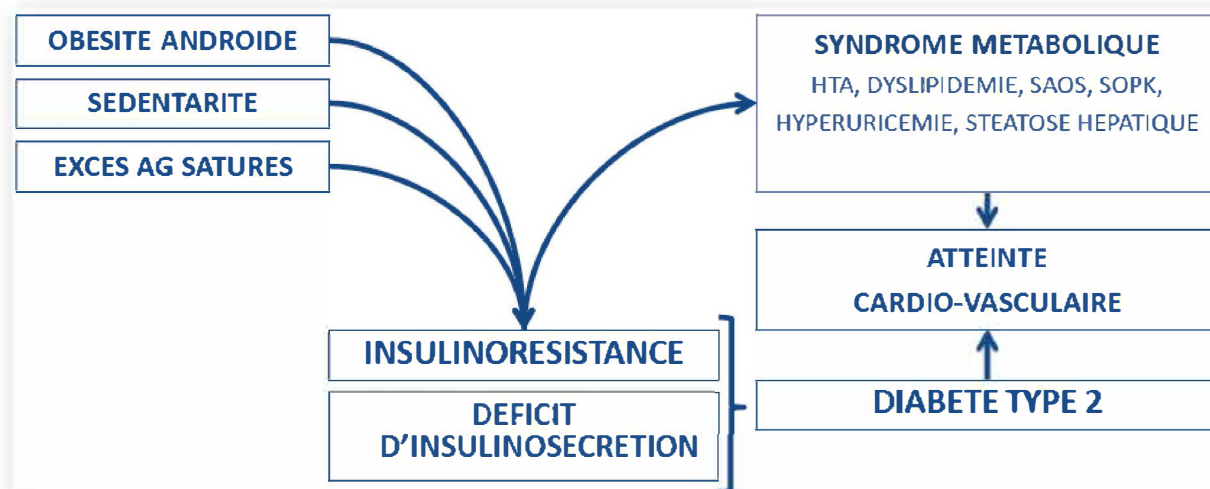 OBESITE ANDROIDE
SEDENTARITE
EXCES AG SATURES
SYNDROME METABOLIQUE
HTA, DYSLIPIDEMIE, SAOS, SOPK,
HYPERURICEMIE, STEATOSE HEPATIQUE
ATTEINTE
CARDIO-VASCULAIRE
INSULINORESISTANCE
DEFICIT
D'INSULINOSECRETION
DIABETE TYPE 2